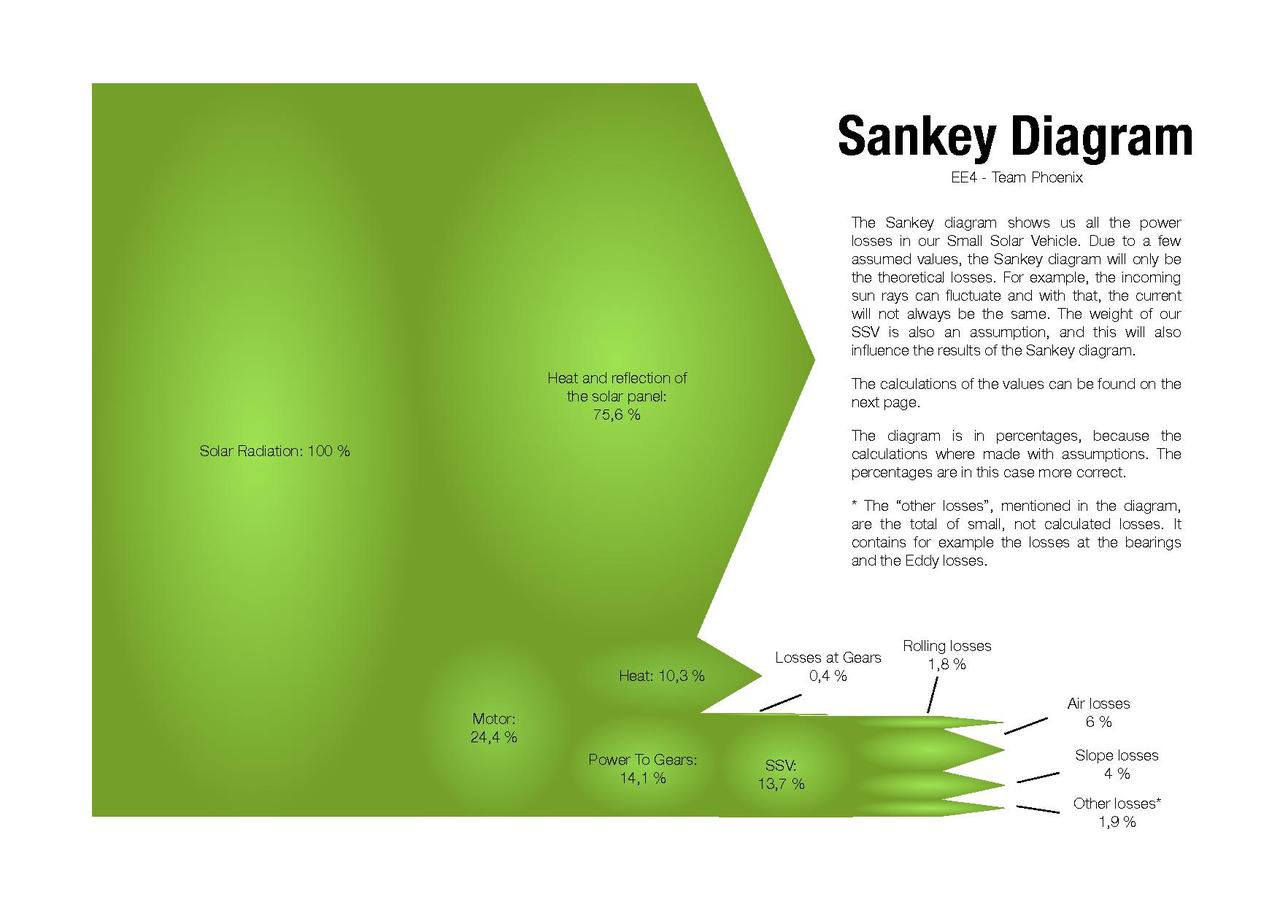 Sankey Diagram
EE4 - Team Phoenix
The Sankey diagram shows us all the power
losses in our Small Solar Vehicle. Due to a few
assumed values, the Sankey diagram will only be
the theoretical losses. For example, the incoming
sun rays can fluctuate and with that, the current
will not always be the same. The weight of our
SSV is also an assumption, and this will also
influence the results of the Sankey diagram.
The calculations of the values can be found on the
next page.
The diagram is in percentages, because the
calculations where made with assumptions. The
percentages are in this case more correct.
* The “other losses”, mentioned in the diagram,
are the total of small, not calculated losses. It
contains for example the losses at the bearings
and the Eddy losses.
Solar Radiation: 100 %
Heat and reflection of
the solar panel:
75,6 %
Motor:
24,4 %
Heat: 10,3 %
Power To Gears:
14,1 %
Losses at Gears
0,4 %
SSV:
13,7 %
Rolling losses
1,8 %
Air losses
6 %
Slope losses
4 %
Other losses*
1,9 %